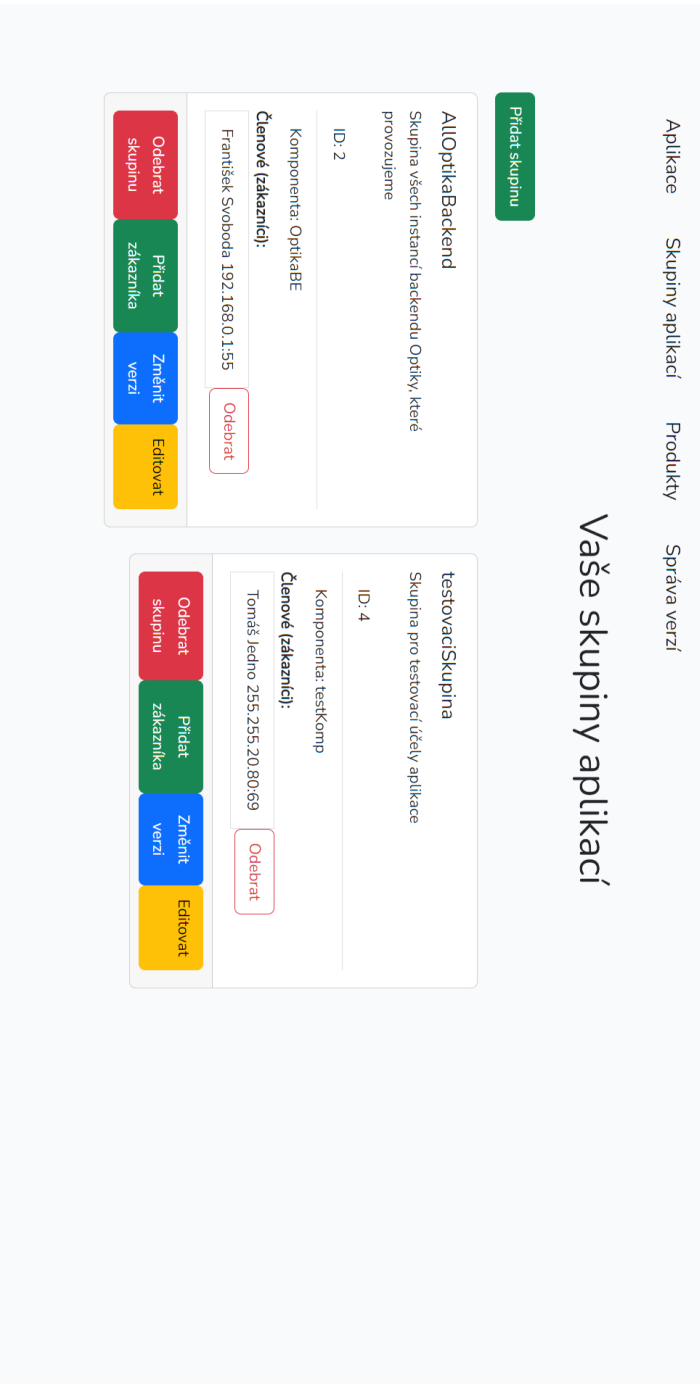 Aplikace Skupiny aplikací Produkty Správa verzí
Vaše skupiny aplikací
Přidat skupinu
AllOptikaBackend
Skupina všech instancí backendu Optiky, které
provozujeme
ID: 2
Komponenta: OptikaBE
Členové (zákazníci):
František Svoboda 192.168.0.1:55
Odebrat
Odebrat
skupinu
Přidat
zákazníka
Změnit
verzi
Editovat
testovaciSkupina
Skupina pro testovací účely aplikace
ID: 4
Komponenta: testKomp
Členové (zákazníci):
Tomáš Jedno 255.255.20.80:69
Odebrat
Odebrat
skupinu
Přidat
zákazníka
Změnit
verzi
Editovat